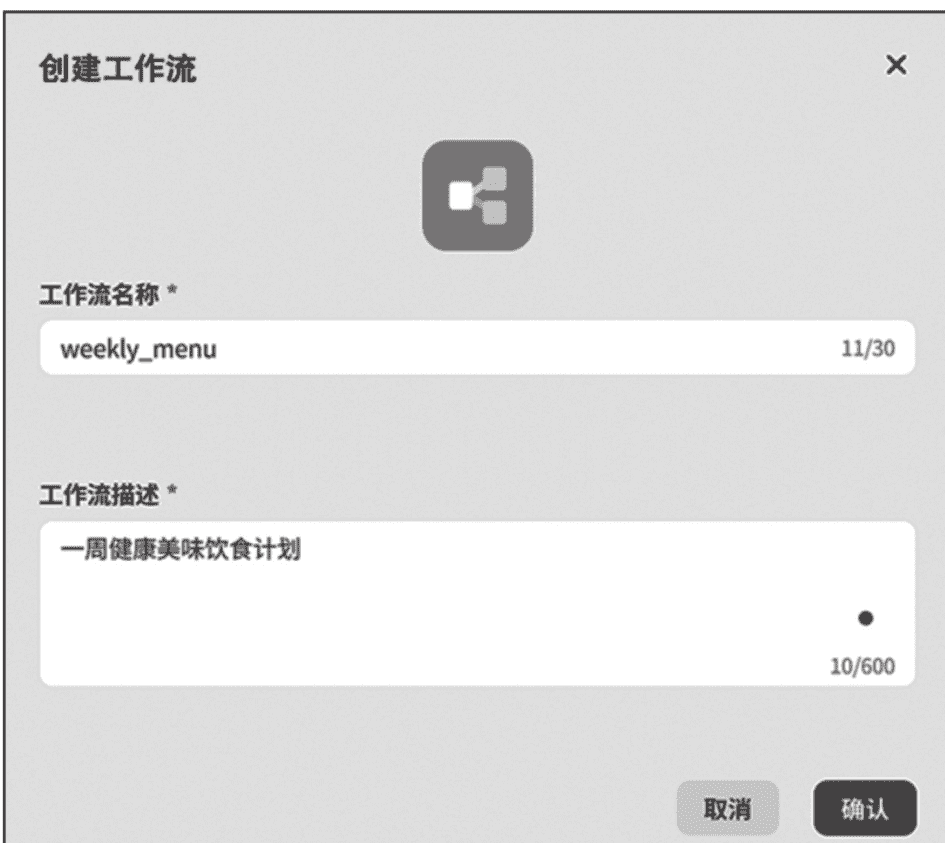 创建工作流
工作流名称 *
weekly_menu 11/30
工作流描述 *
一周健康美味饮食计划
10/600
取消 确认